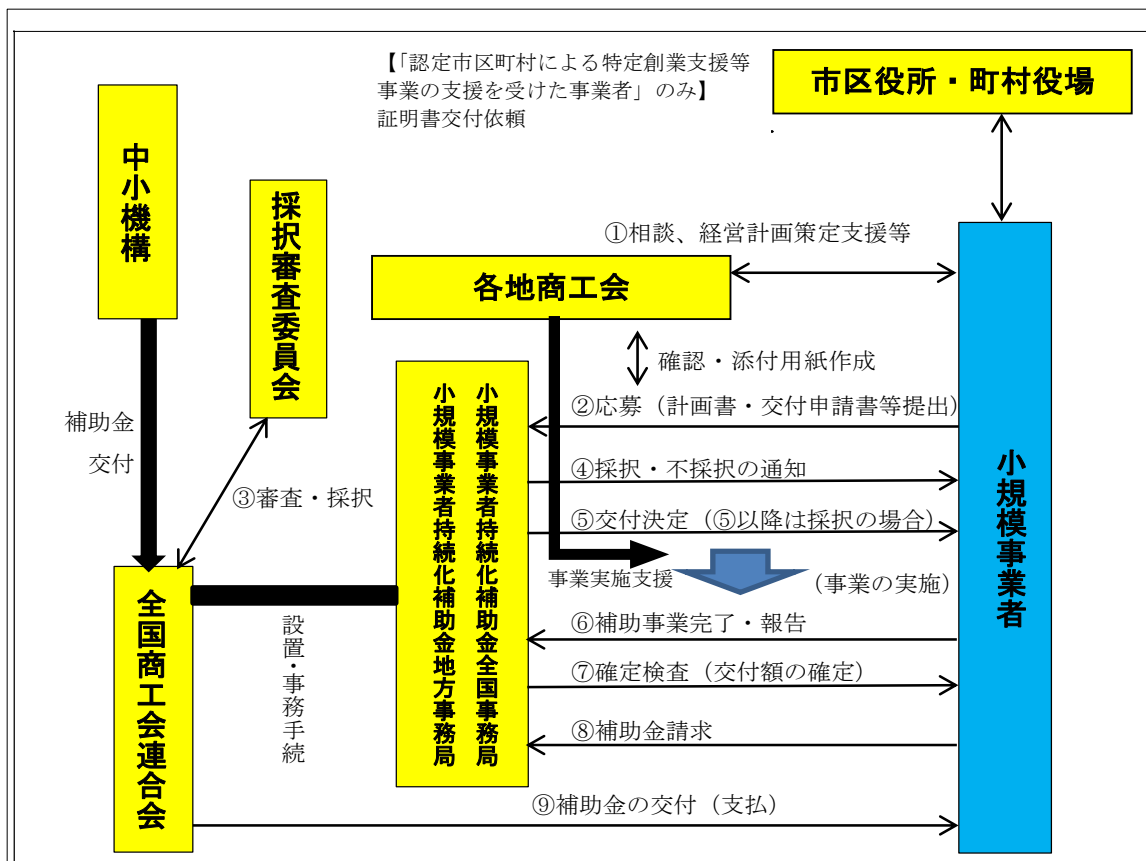 【「認定市区町村による特定創業支援等
事業の支援を受けた事業者」のみ】
証明書交付依頼
市区役所・町村役場
中小機構
採択審査委員会
①相談、経営計画策定支援等
各地商工会
確認・添付用紙作成
補助金
交付
③審査・採択
小規模事業者持続化補助金全国事務局
小規模事業者持続化補助金地方事務局
②応募（計画書・交付申請書等提出）
④採択・不採択の通知
⑤交付決定（⑤以降は採択の場合）
事業実施支援
（事業の実施）
小規模事業者
全国商工会連合会
設置・事務手続
⑥補助事業完了・報告
⑦確定検査（交付額の確定）
⑧補助金請求
⑨補助金の交付（支払）